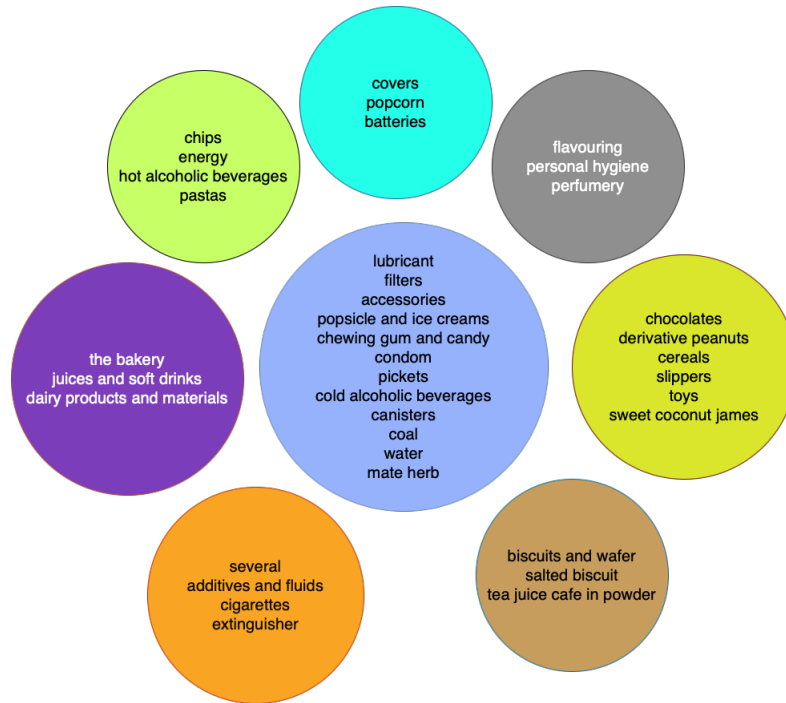 covers
popcorn
batteries
chips
energy
hot alcoholic beverages
pastas
flavouring
personal hygiene
perfumery
lubricant
filters
accessories
popsicle and ice creams
chewing gum and candy
condom
pickets
cold alcoholic beverages
canisters
coal
water
mate herb
the bakery
juices and soft drinks
dairy products and materials
chocolates
derivative peanuts
cereals
slippers
toys
sweet coconut james
several
additives and fluids
cigarettes
extinguisher
biscuits and wafer
salted biscuit
tea juice cafe in powder